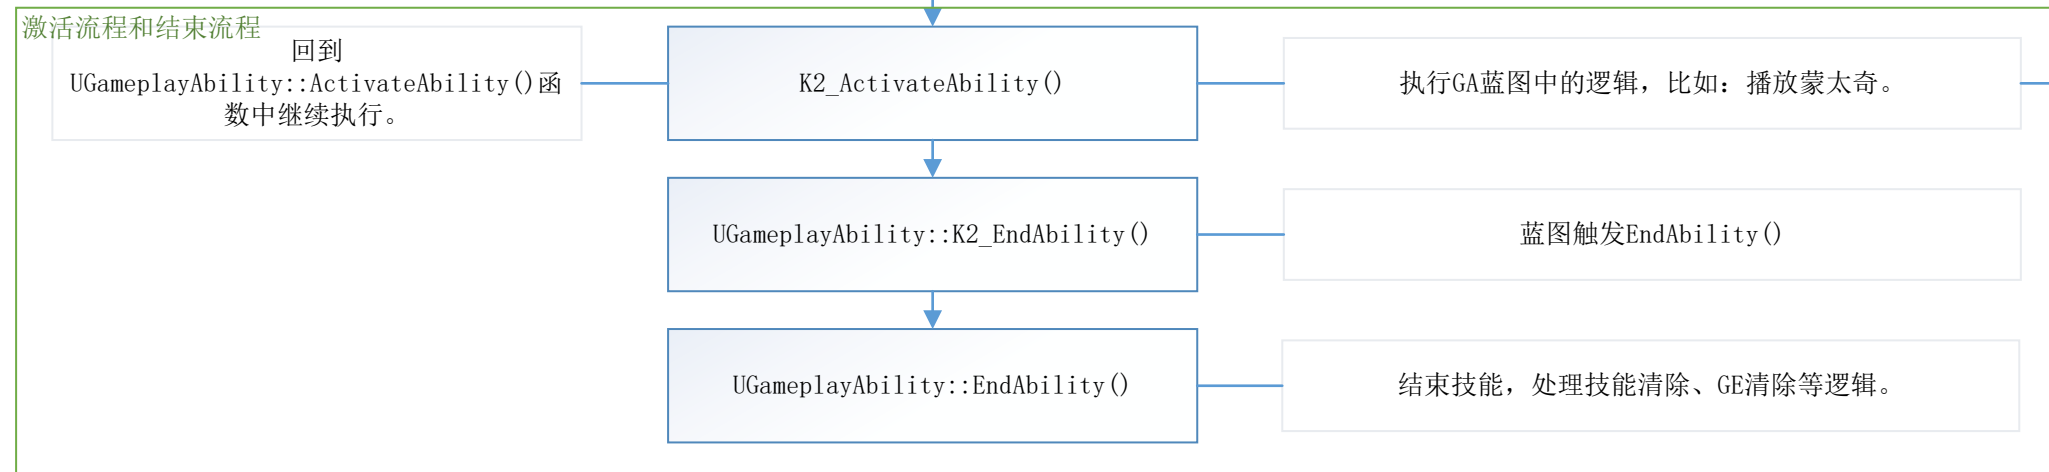 激活流程和结束流程
回到
UGameplayAbility::ActivateAbility()函
数中继续执行。
K2_ActivateAbility()
执行GA蓝图中的逻辑，比如：播放蒙太奇。
UGameplayAbility::K2_EndAbility()
蓝图触发EndAbility()
UGameplayAbility::EndAbility()
结束技能，处理技能清除、GE清除等逻辑。